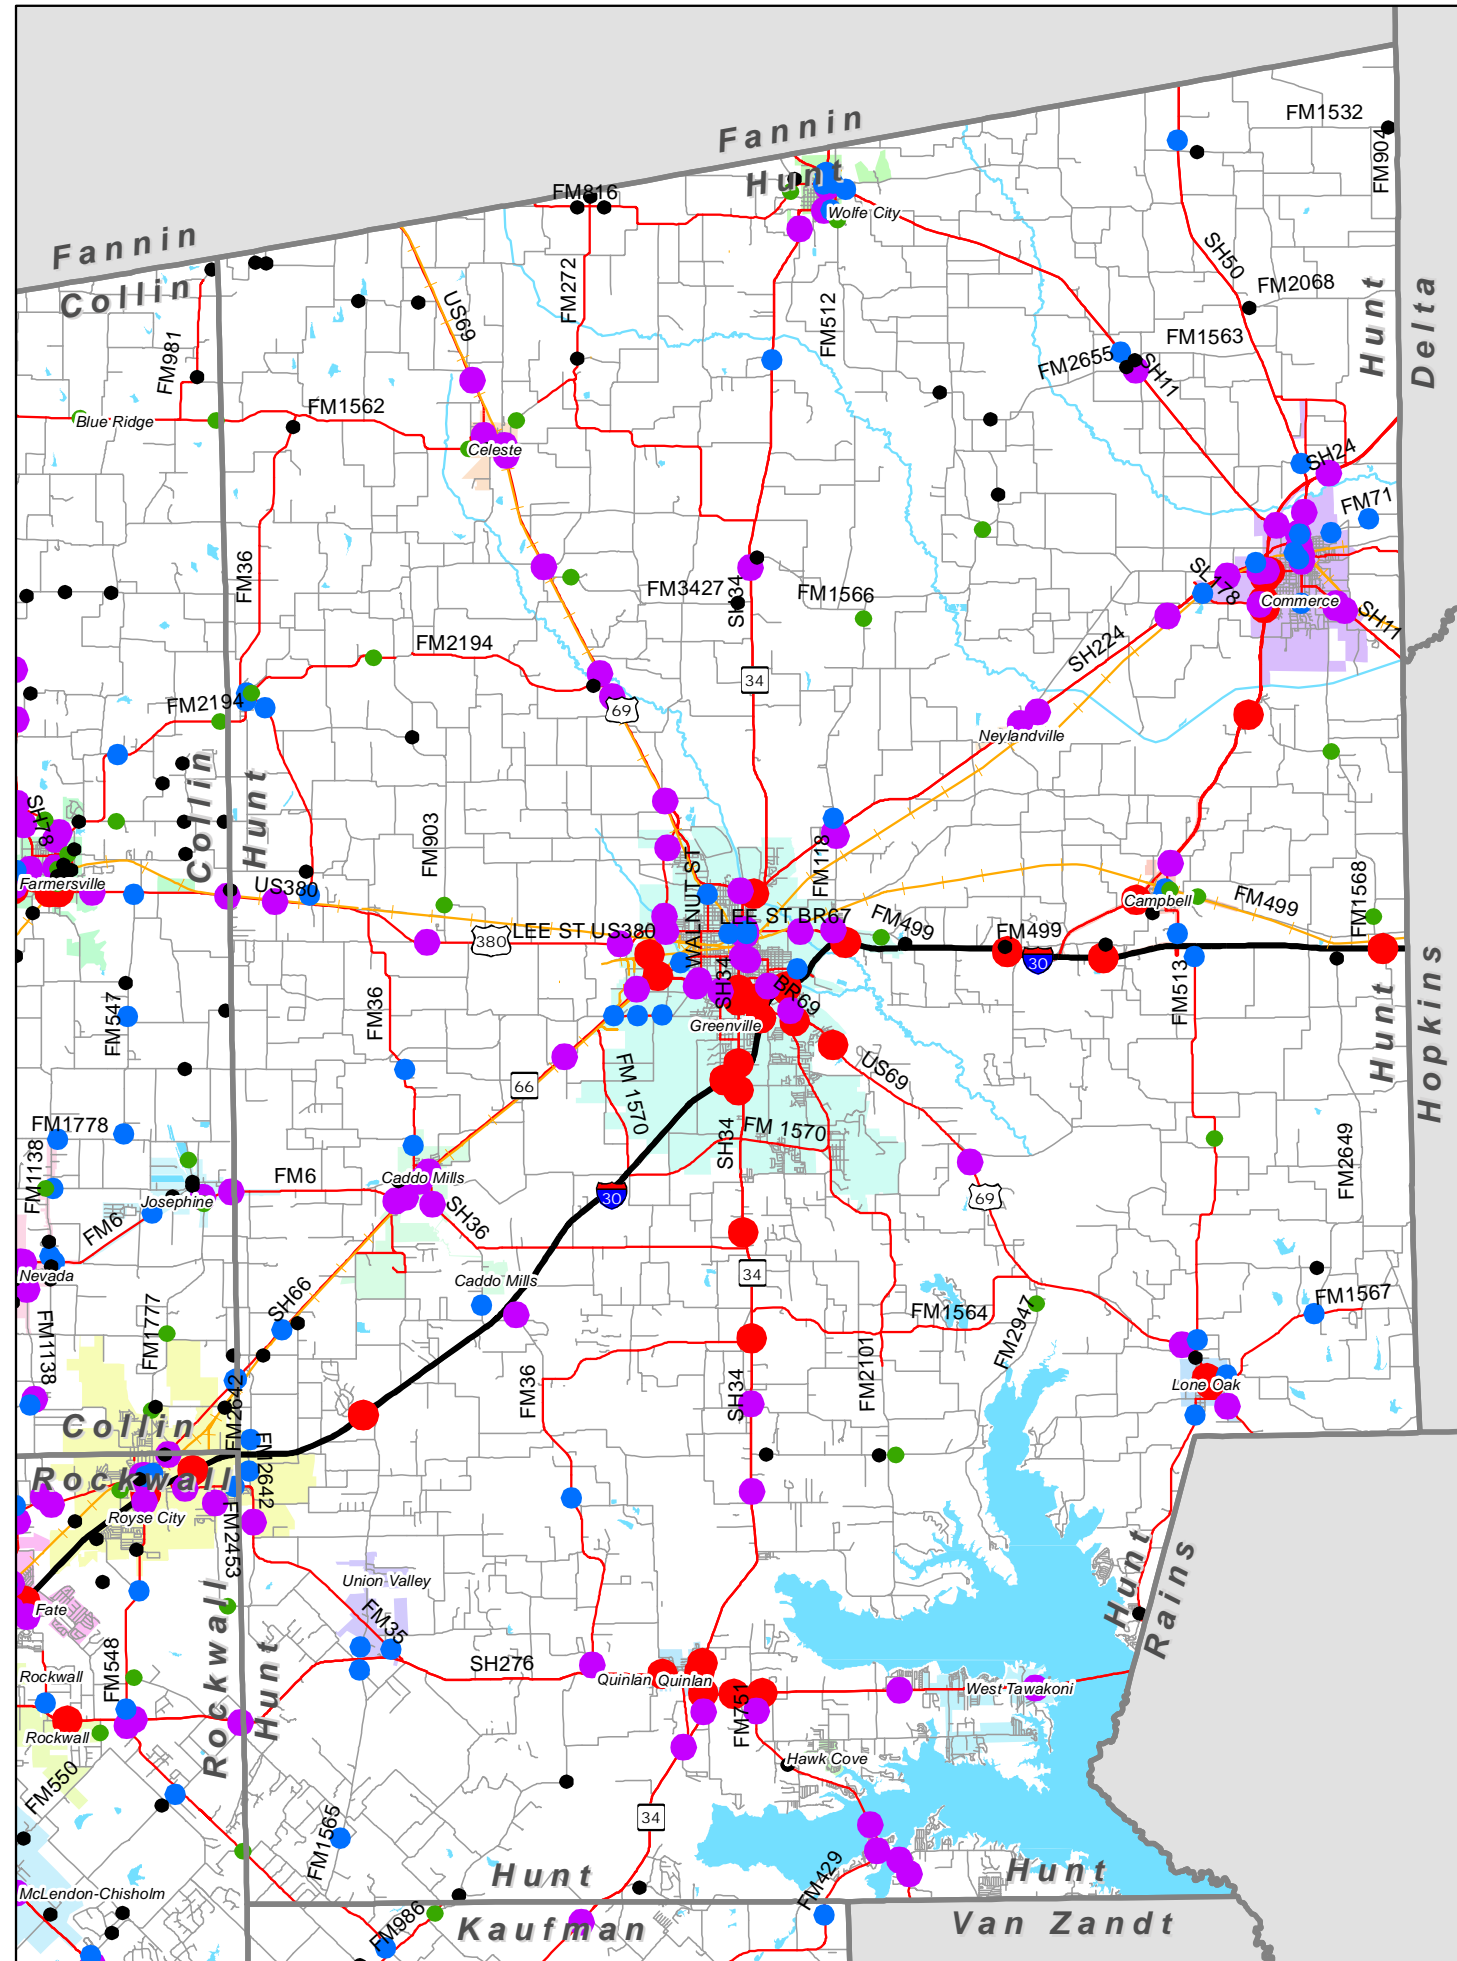 Fannin
FM1532
FM904
Hunt
FM816
Wolfe City
Fannin
Collin
SH50
FM272
FM2068
Hunt
Delta
US69
FM512
FM1563
FM981
FM2655
SH11
Blue Ridge
FM1562
Celeste
SH24
FM71
FM36
FM3427
SH34
FM1566
SL178
Commerce
SH11
FM2194
SH224
34
FM2194
69
Neylandville
Collin
Hunt
SH78
FM903
WALNUT ST
FM118
FM1568
Farmersville
US380
Campbell
FM499
LEE ST US380
LEE ST BR67
FM499
FM499
380
30
FM547
FM36
SH34
BR69
FM513
Hunt
Hopkins
Greenville
US69
66
FM 1570
FM1778
SH34
FM 1570
FM1138
FM6
Caddo Mills
FM2649
Josephine
30
69
FM6
SH36
Nevada
34
Caddo Mills
SH66
FM1567
FM1777
FM1564
FM2947
FM1138
FM36
SH34
FM2101
Lone Oak
FM2642
Collin
Rockwall
FM2642
Royse City
FM2453
Hunt
Rains
Union Valley
Fate
Rockwall
FM35
Hunt
FM548
SH276
Rockwall
Quinlan
Quinlan
West Tawakoni
FM751
Rockwall
Hawk Cove
FM550
34
FM1565
Hunt
FM429
Hunt
McLendon-Chisholm
FM986
Kaufman
Van Zandt